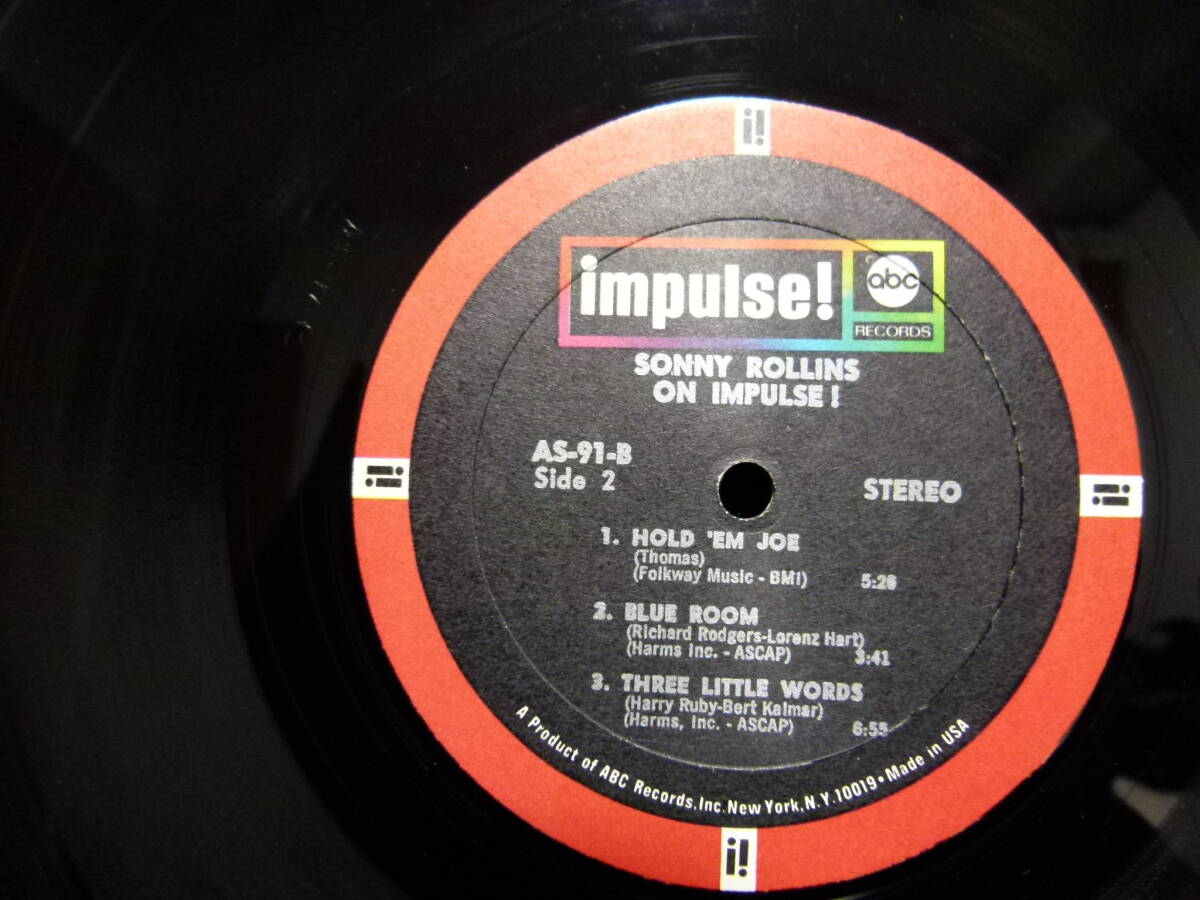 impulse!
abc
RECORDS
SONNY ROLLINS
ON IMPULSE!
AS-91-B
Side 2
STEREO
1. HOLD 'EM JOE
(Thomas)
(Folkway Music - BMI) 5:26
2. BLUE ROOM
(Richard Rodgers-Lorenz Hart)
(Harms Inc. - ASCAP) 3:41
3. THREE LITTLE WORDS
(Harry Ruby-Bert Kalmar)
(Harms, Inc. - ASCAP) 6:55
A Product of ABC Records, Inc. New York, N.Y. 10019 • Made in USA
i!
i!
i!
i!
i!
i!